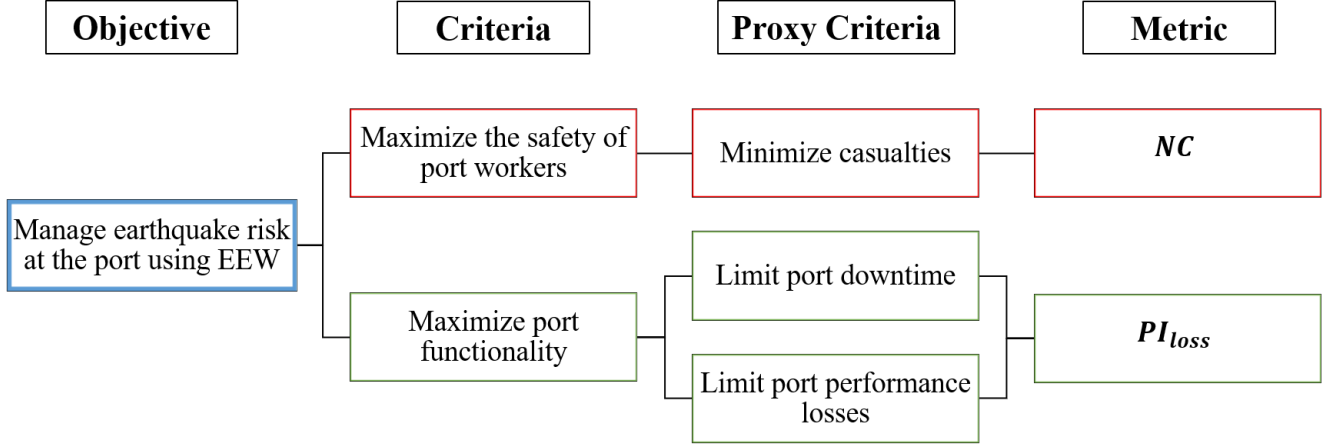 Objective
Criteria
Proxy Criteria
Metric
Maximize the safety of
port workers
Minimize casualties
NC
Manage earthquake risk
at the port using EEW
Limit port downtime
Maximize port
functionality
PI_loss
Limit port performance
losses